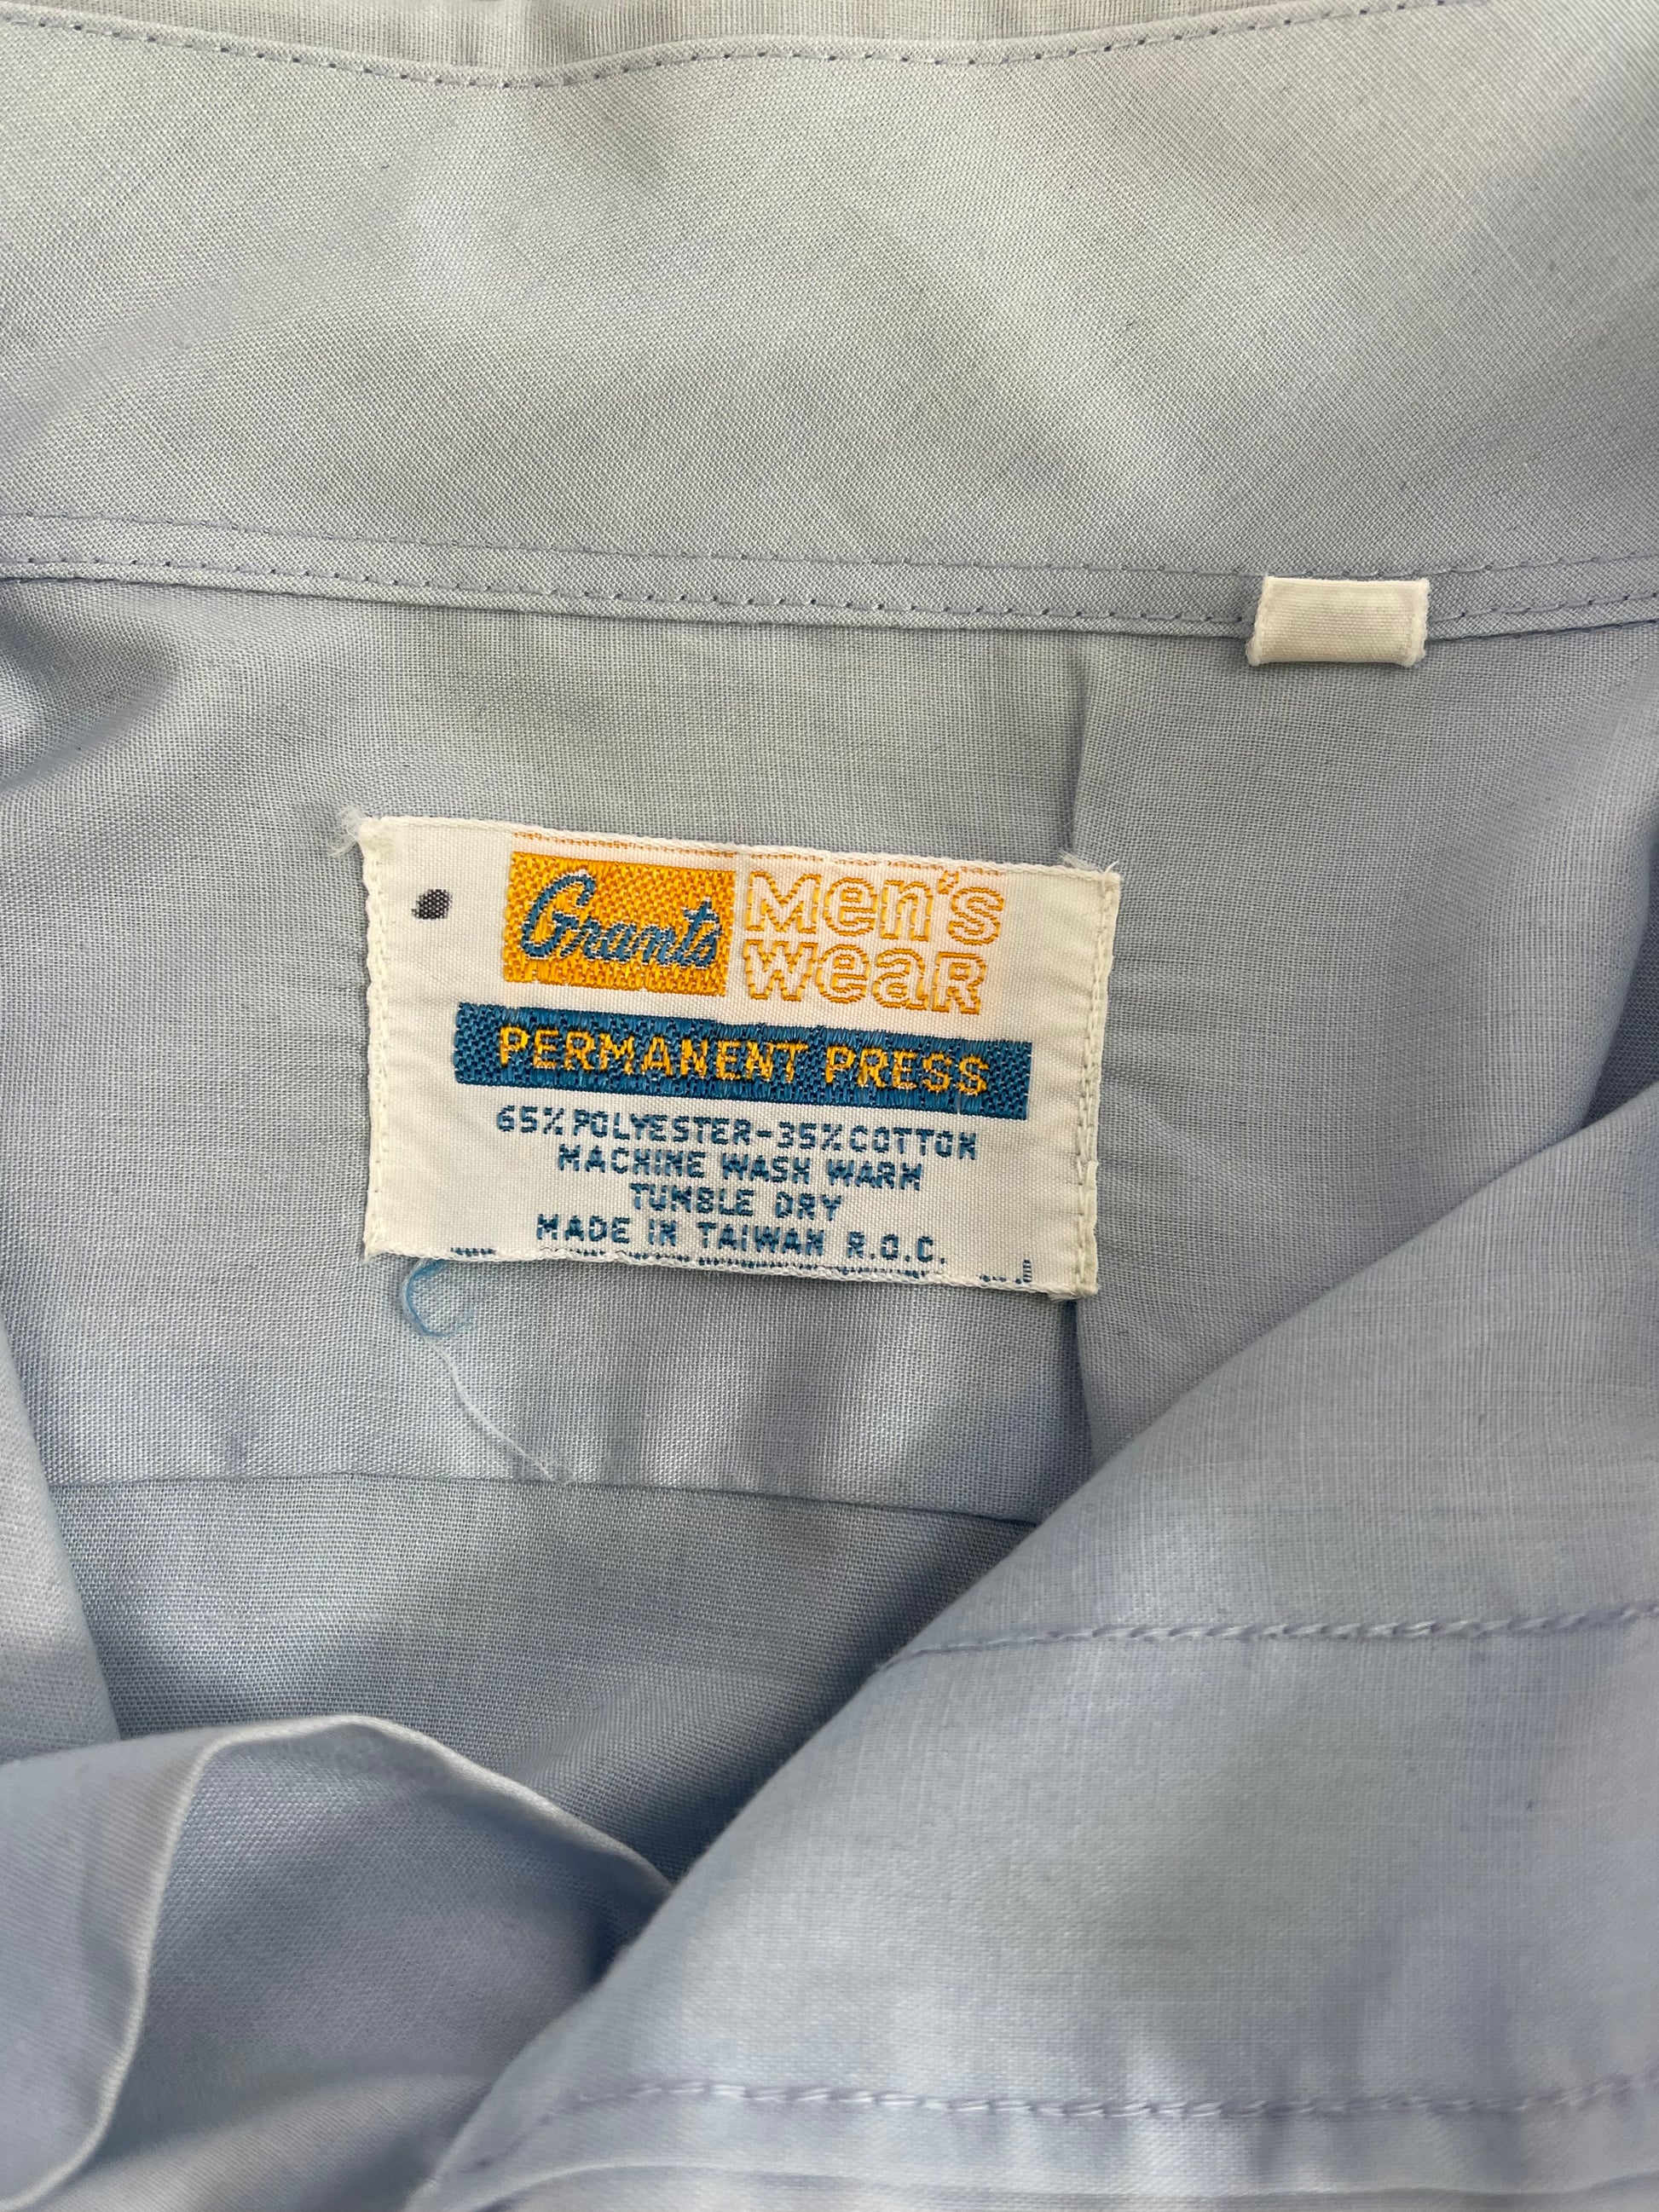 Grants Men's
Wear
PERMANENT PRESS
65% POLYESTER-35% COTTON
MACHINE WASH WARM
TUMBLE DRY
MADE IN TAIWAN R.O.C.